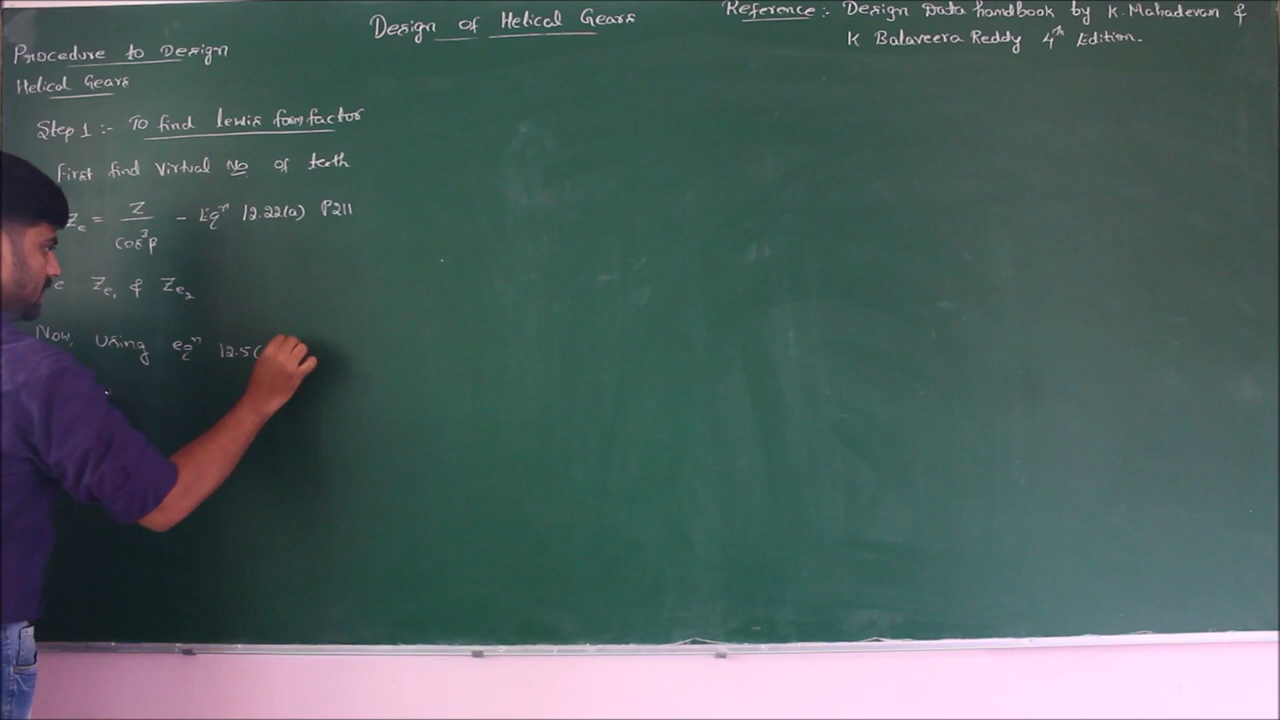 Design of Helical Gears
Reference :- Design Data handbook by K. Mahadevan &
K Balaveera Reddy 4th Edition.
Procedure to Design
Helical Gears
Step 1 :- To find lewis form factor
First find Virtual No of teeth
Ze = Z / cos³β - Eqⁿ 12.22(a) P211
Ze₁ & Ze₂
Now, Using eqⁿ 12.5(